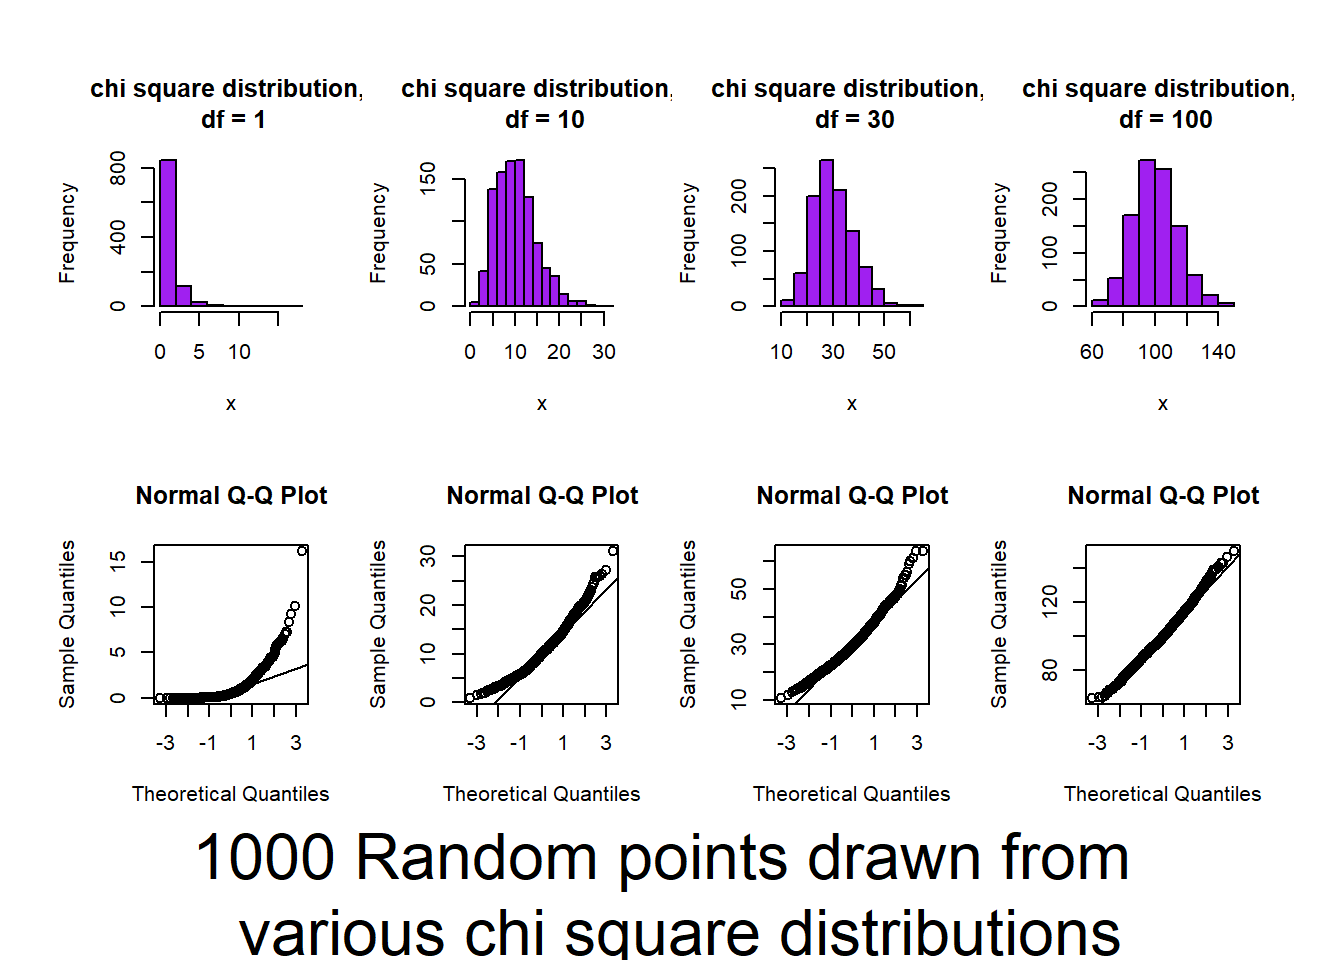 chi square distribution,
df = 1
chi square distribution,
df = 10
chi square distribution,
df = 30
chi square distribution,
df = 100
Frequency
0
400
800
0
5
10
x
Frequency
0
50
150
0
10
20
30
x
Frequency
0
100
200
10
30
50
x
Frequency
0
100
200
60
100
140
x
Normal Q-Q Plot
Sample Quantiles
0
5
10
15
-3
-1
1
3
Theoretical Quantiles
Normal Q-Q Plot
Sample Quantiles
0
10
20
30
-3
-1
1
3
Theoretical Quantiles
Normal Q-Q Plot
Sample Quantiles
10
30
50
-3
-1
1
3
Theoretical Quantiles
Normal Q-Q Plot
Sample Quantiles
80
120
-3
-1
1
3
Theoretical Quantiles
1000 Random points drawn from
various chi square distributions